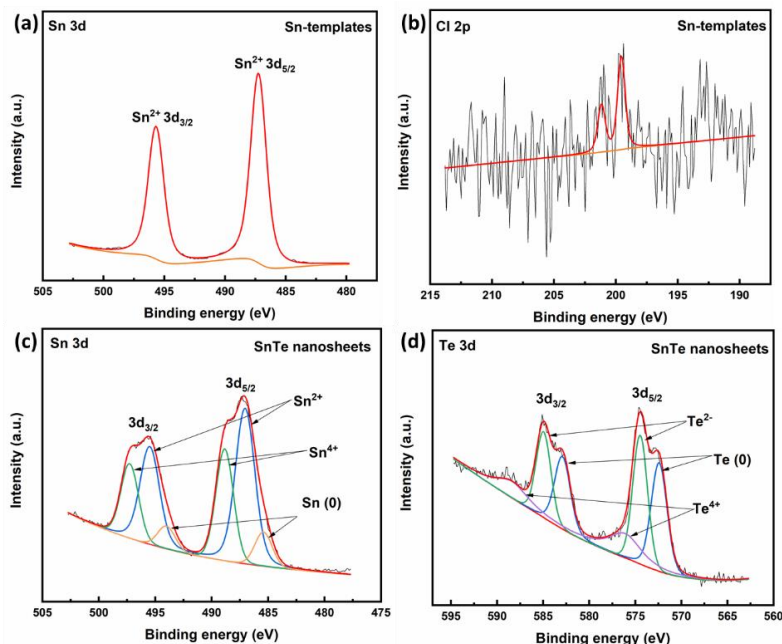 (a) Sn 3d Sn-templates
Sn²⁺ 3d₅/₂
Sn²⁺ 3d₃/₂
Intensity (a.u.)
505 500 495 490 485 480
Binding energy (eV)
(b) Cl 2p Sn-templates
Intensity (a.u.)
215 210 205 200 195 190
Binding energy (eV)
(c) Sn 3d SnTe nanosheets
3d₅/₂
3d₃/₂
Sn²⁺
Sn⁴⁺
Sn (0)
Intensity (a.u.)
505 500 495 490 485 480 475
Binding energy (eV)
(d) Te 3d SnTe nanosheets
3d₃/₂ 3d₅/₂
Te²⁻
Te (0)
Te⁴⁺
Intensity (a.u.)
595 590 585 580 575 570 565 560
Binding energy (eV)